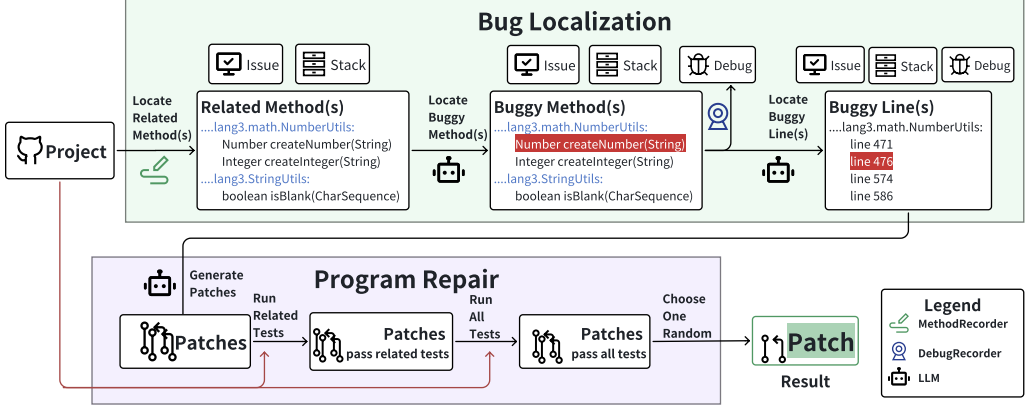 Bug Localization
Issue
Stack
Issue
Stack
Debug
Issue
Stack
Debug
Project
Locate
Related
Method(s)
Related Method(s)
....lang3.math.NumberUtils:
Number createNumber(String)
Integer createInteger(String)
....lang3.StringUtils:
boolean isBlank(CharSequence)
Locate
Buggy
Method(s)
Buggy Method(s)
....lang3.math.NumberUtils:
Number createNumber(String)
Integer createInteger(String)
....lang3.StringUtils:
boolean isBlank(CharSequence)
Locate
Buggy
Line(s)
Buggy Line(s)
....lang3.math.NumberUtils:
line 471
line 476
line 574
line 586
Program Repair
Generate
Patches
Patches
Run
Related
Tests
Patches
pass related tests
Run
All
Tests
Patches
pass all tests
Choose
One
Random
Patch
Result
Legend
MethodRecorder
DebugRecorder
LLM